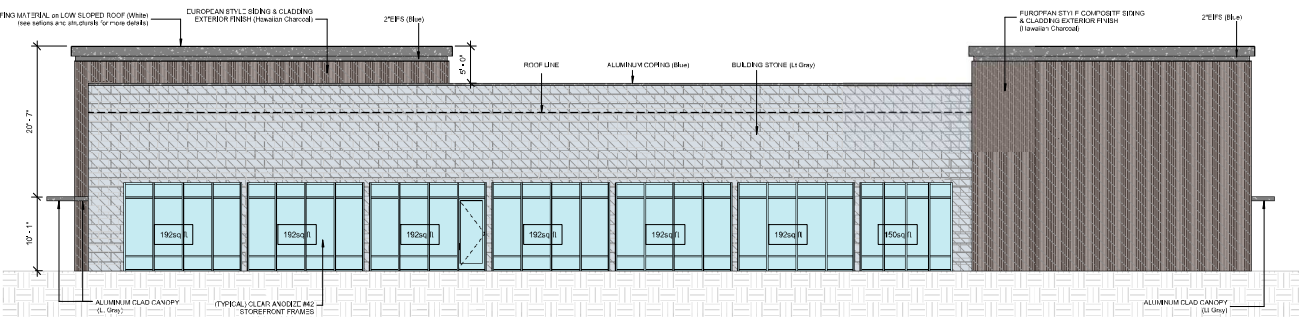 FING MATERIAL on LOW SLOPED ROOF (White)
(see sections and structurals for more details)
EUROPEAN STYLE SIDING & CLADDING
EXTERIOR FINISH (Hawaiian Charcoal)
2"EIFS (Blue)
ROOF LINE
ALUMINUM COPING (Blue)
BUILDING STONE (Lt Gray)
EUROPEAN STYLE COMPOSITE SIDING
& CLADDING EXTERIOR FINISH
(Hawaiian Charcoal)
2"EIFS (Blue)
5' - 0"
20' - 7"
10' - 1"
192sq ft
192sq ft
192sq ft
192sq ft
192sq ft
192sq ft
150sq ft
ALUMINUM CLAD CANOPY
(L. Gray)
(TYPICAL) CLEAR ANODIZE #42
STOREFRONT FRAMES
ALUMINUM CLAD CANOPY
(Lt Gray)